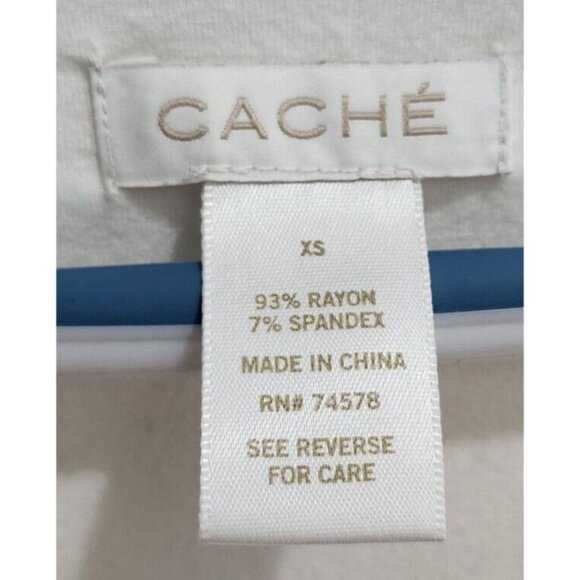 CACHÉ
XS
93% RAYON
7% SPANDEX
MADE IN CHINA
RN# 74578
SEE REVERSE
FOR CARE